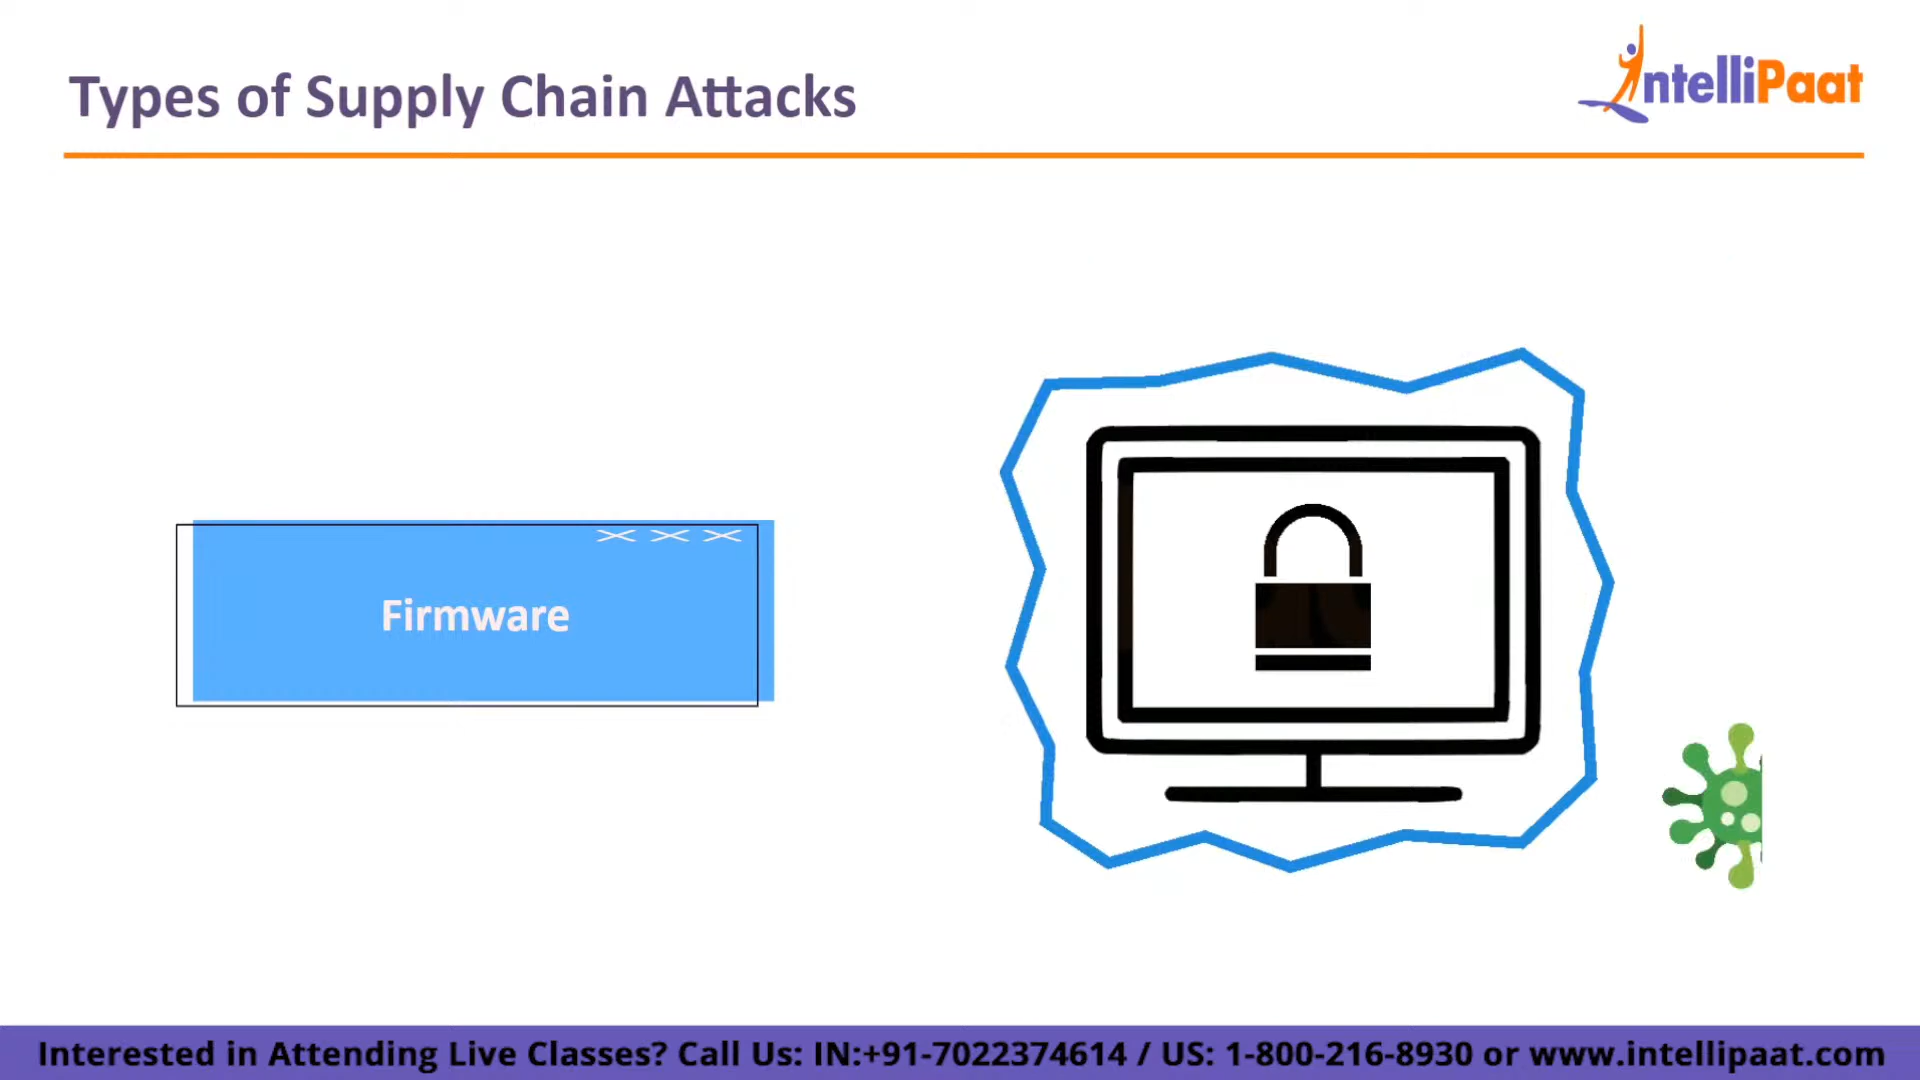 Types of Supply Chain Attacks
IntelliPaat
Firmware
Interested in Attending Live Classes? Call Us: IN:+91-7022374614 / US: 1-800-216-8930 or www.intellipaat.com